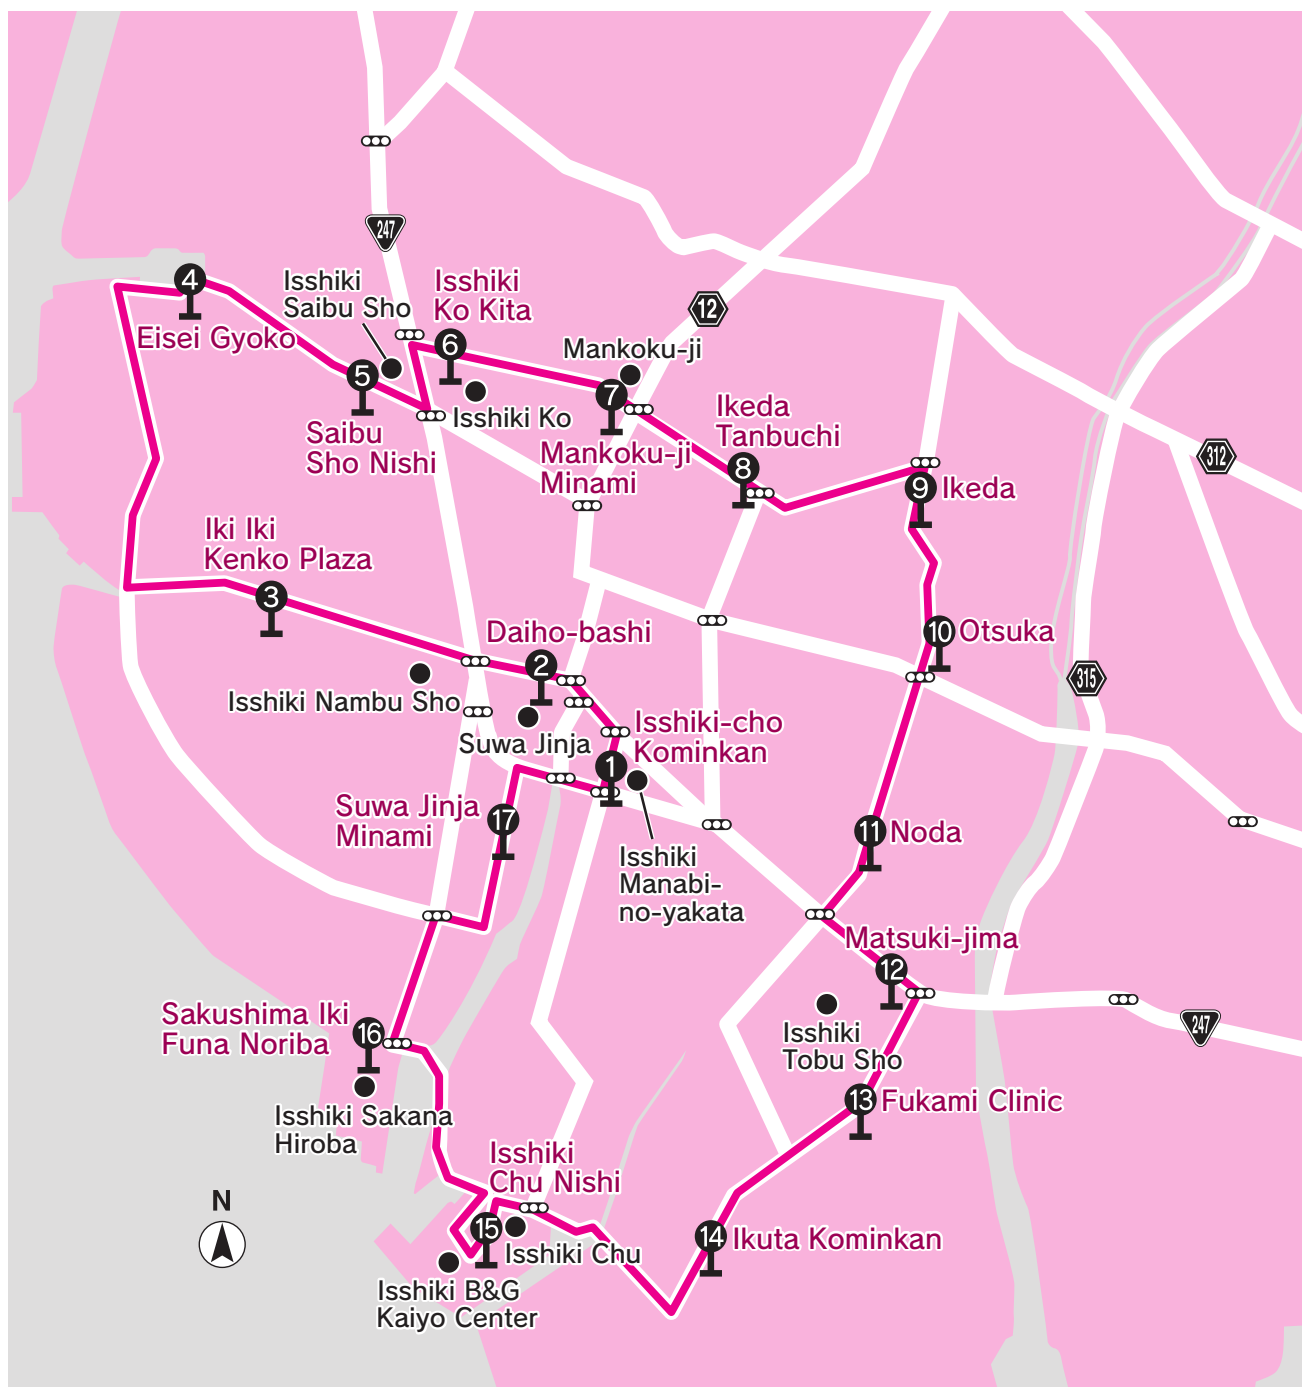 247
4
Isshiki
Saibu Sho
Isshiki
Ko Kita
12
Eisei Gyoko
6
Mankoku-ji
5
7
Isshiki Ko
Ikeda
Tanbuchi
Saibu
Sho Nishi
Mankoku-ji
Minami
8
312
9
Ikeda
Iki Iki
Kenko Plaza
3
Daiho-bashi
10
Otsuka
2
315
Isshiki Nambu Sho
Suwa Jinja
Isshiki-cho
Kominkan
1
Suwa Jinja
Minami
17
11
Noda
Isshiki
Manabi-
no-yakata
Matsuki-jima
12
Sakushima Iki
Funa Noriba
16
Isshiki
Tobu Sho
247
13
Fukami Clinic
Isshiki Sakana
Hiroba
Isshiki
Chu Nishi
N
15
Isshiki Chu
14
Ikuta Kominkan
Isshiki B&G
Kaiyo Center